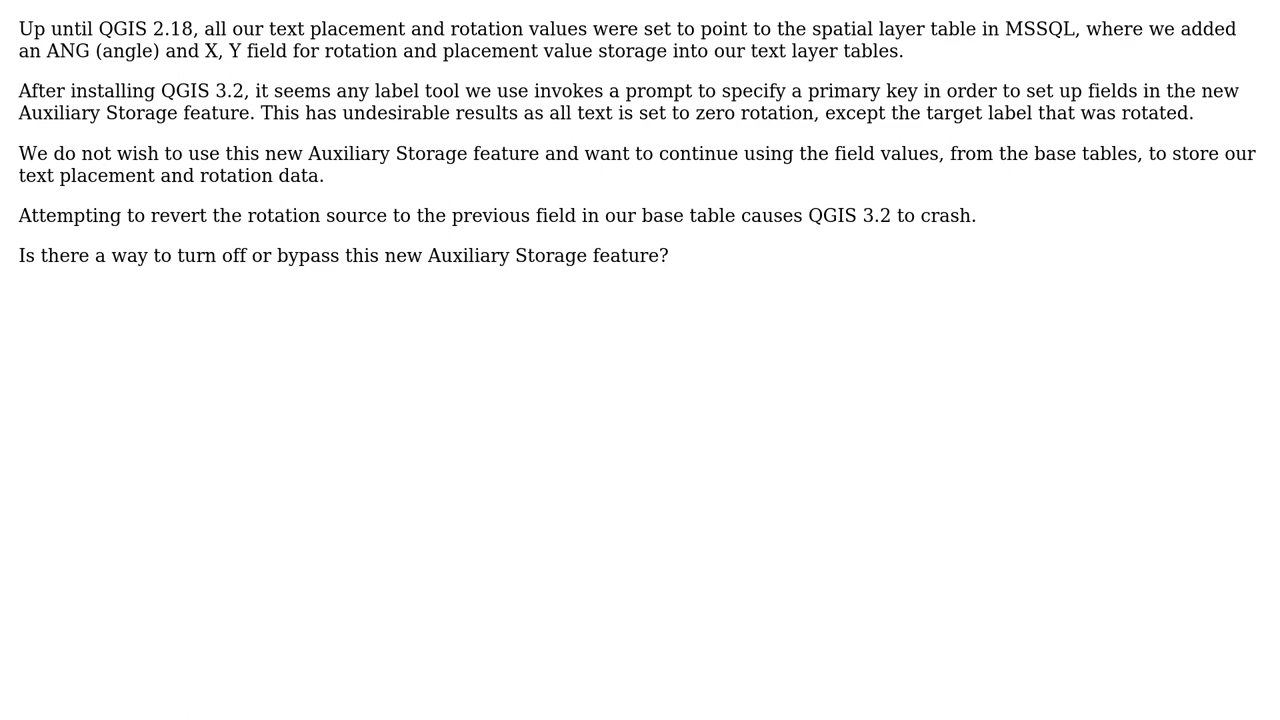 Up until QGIS 2.18, all our text placement and rotation values were set to point to the spatial layer table in MSSQL, where we added
an ANG (angle) and X, Y field for rotation and placement value storage into our text layer tables.
After installing QGIS 3.2, it seems any label tool we use invokes a prompt to specify a primary key in order to set up fields in the new
Auxiliary Storage feature. This has undesirable results as all text is set to zero rotation, except the target label that was rotated.
We do not wish to use this new Auxiliary Storage feature and want to continue using the field values, from the base tables, to store our
text placement and rotation data.
Attempting to revert the rotation source to the previous field in our base table causes QGIS 3.2 to crash.
Is there a way to turn off or bypass this new Auxiliary Storage feature?